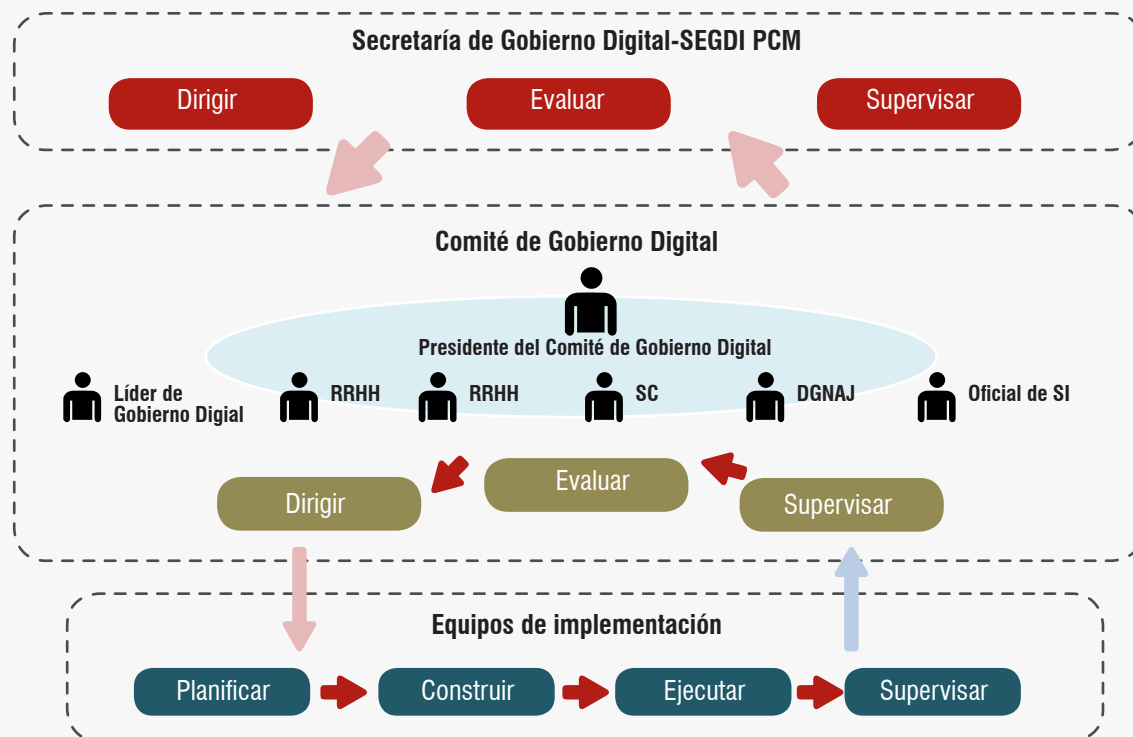 Secretaría de Gobierno Digital-SEGDI PCM
Dirigir
Evaluar
Supervisar
Comité de Gobierno Digital
Presidente del Comité de Gobierno Digital
Líder de
Gobierno Digial
RRHH
RRHH
SC
DGNAJ
Oficial de SI
Dirigir
Evaluar
Supervisar
Equipos de implementación
Planificar
Construir
Ejecutar
Supervisar